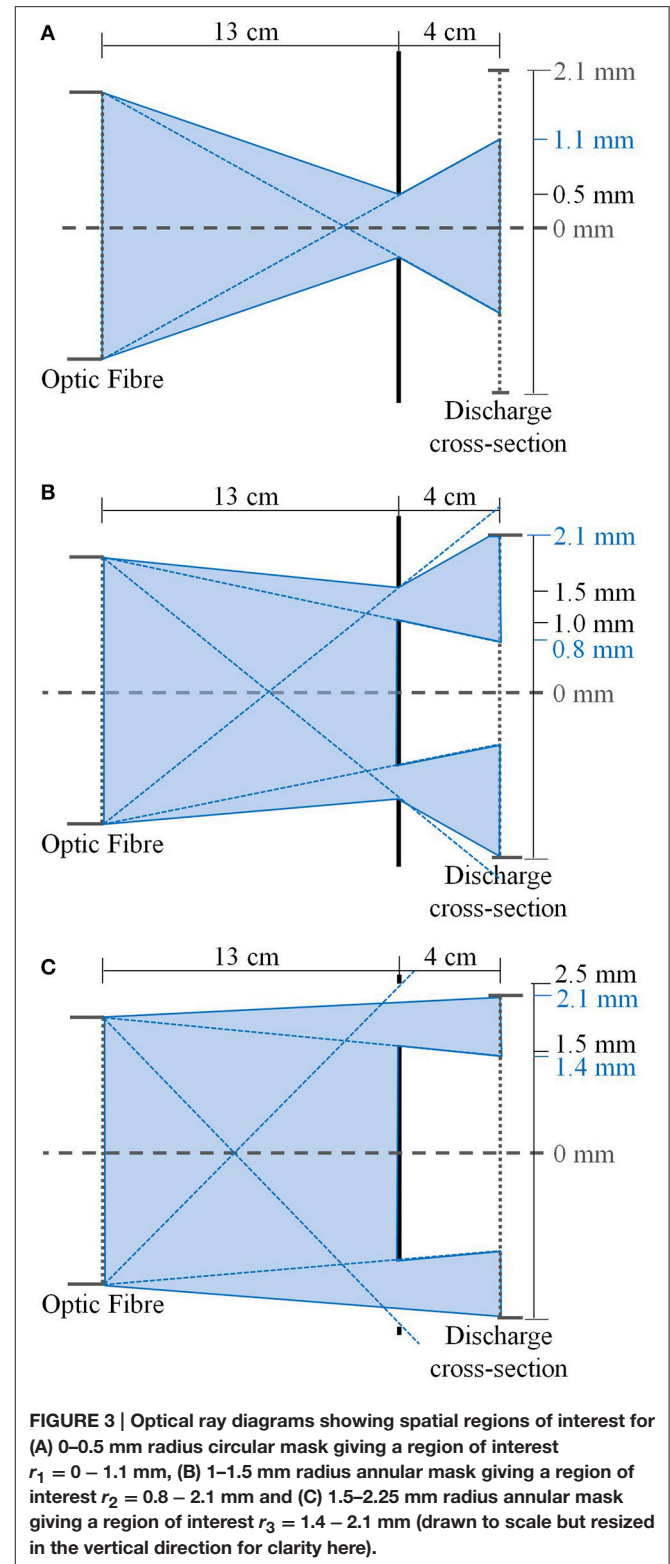 A
13 cm
4 cm
2.1 mm
1.1 mm
0.5 mm
0 mm
Optic Fibre
Discharge
cross-section
B
13 cm
4 cm
2.1 mm
1.5 mm
1.0 mm
0.8 mm
0 mm
Optic Fibre
Discharge
cross-section
C
13 cm
4 cm
2.5 mm
2.1 mm
1.5 mm
1.4 mm
0 mm
Optic Fibre
Discharge
cross-section
FIGURE 3 | Optical ray diagrams showing spatial regions of interest for
(A) 0–0.5 mm radius circular mask giving a region of interest
r₁ = 0 − 1.1 mm, (B) 1–1.5 mm radius annular mask giving a region of
interest r₂ = 0.8 − 2.1 mm and (C) 1.5–2.25 mm radius annular mask
giving a region of interest r₃ = 1.4 − 2.1 mm (drawn to scale but resized
in the vertical direction for clarity here).